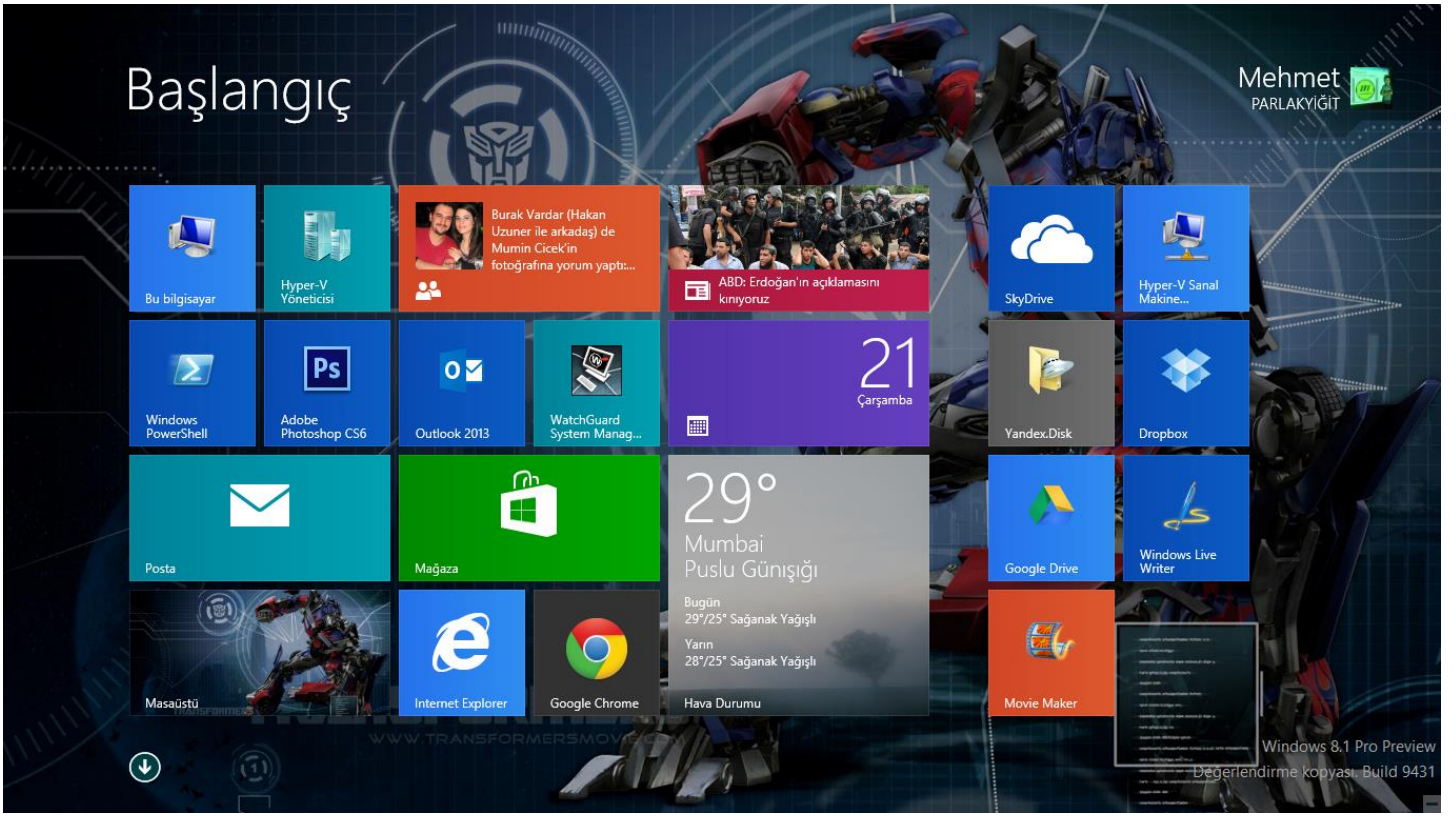 Başlangıç
Mehmet
PARLAKYİĞİT
Bu bilgisayar
Hyper-V
Yöneticisi
Burak Vardar (Hakan
Uzuner ile arkadaş) de
Mumin Cicek'in
fotoğrafına yorum yaptı:...
ABD: Erdoğan'ın açıklamasını
kınıyoruz
SkyDrive
Hyper-V Sanal
Makine...
Windows
PowerShell
Ps
Adobe
Photoshop CS6
Outlook 2013
WatchGuard
System Manag...
21
Çarşamba
Yandex.Disk
Dropbox
Posta
Mağaza
29°
Mumbai
Puslu Günışığı
Bugün
29°/25° Sağanak Yağışlı
Yarın
28°/25° Sağanak Yağışlı
Hava Durumu
Google Drive
Windows Live
Writer
Masaüstü
Internet Explorer
Google Chrome
Movie Maker
WWW.TRANSFORMERSMOVIE.C
Windows 8.1 Pro Preview
Değerlendirme kopyası. Build 9431